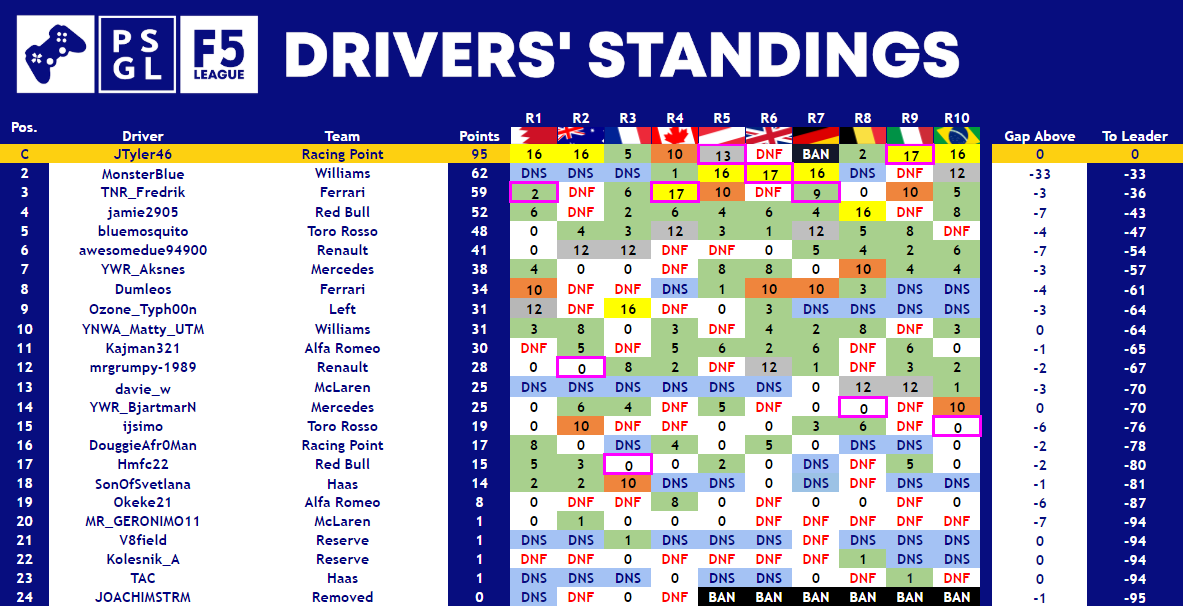 PS
GL
F5
LEAGUE
DRIVERS' STANDINGS
Pos. Driver Team Points R1 R2 R3 R4 R5 R6 R7 R8 R9 R10 Gap Above To Leader
C JTyler46 Racing Point 95 16 16 5 10 13 DNF BAN 2 17 16 0 0
2 MonsterBlue Williams 62 DNS DNS DNS 1 16 17 16 DNS DNF 12 -33 -33
3 TNR_Fredrik Ferrari 59 2 DNF 6 17 10 DNF 9 0 10 5 -3 -36
4 jamie2905 Red Bull 52 6 DNF 2 6 4 6 4 16 DNF 8 -7 -43
5 bluemosquito Toro Rosso 48 0 4 3 12 3 1 12 5 8 DNF -4 -47
6 awesomedue94900 Renault 41 0 12 12 DNF DNF 0 5 4 2 6 -7 -54
7 YWR_Aksnes Mercedes 38 4 0 0 DNF 8 8 0 10 4 4 -3 -57
8 Dumleos Ferrari 34 10 DNF DNF DNS 1 10 10 3 DNS DNS -4 -61
9 Ozone_Typh00n Left 31 12 DNF 16 DNF 0 3 DNS DNS DNS DNS -3 -64
10 YNWA_Matty_UTM Williams 31 3 8 0 3 DNF 4 2 8 DNF 3 0 -64
11 Kajman321 Alfa Romeo 30 DNF 5 DNF 5 6 2 6 DNF 6 0 -1 -65
12 mrgrumpy-1989 Renault 28 0 0 8 2 DNF 12 1 DNF 3 2 -2 -67
13 davie_w McLaren 25 DNS DNS DNS DNS DNS DNS 0 12 12 1 -3 -70
14 YWR_BjartmarN Mercedes 25 0 6 4 DNF 5 DNF 0 0 DNF 10 0 -70
15 ijsimo Toro Rosso 19 0 10 DNF DNF 0 0 3 6 DNF 0 -6 -76
16 DouggieAfr0Man Racing Point 17 8 0 DNS 4 0 5 0 DNS DNS 0 -2 -78
17 Hmfc22 Red Bull 15 5 3 0 0 2 0 DNS DNF 5 0 -2 -80
18 SonOfSvetlana Haas 14 2 2 10 DNS DNS 0 DNS DNF DNS DNS -1 -81
19 Okeke21 Alfa Romeo 8 0 DNF DNF 8 0 DNF 0 0 DNF 0 -6 -87
20 MR_GERONIMO11 McLaren 1 0 1 0 0 0 DNF DNF DNF DNF DNF -7 -94
21 V8field Reserve 1 DNS DNS 1 DNS DNS DNS DNF DNS DNS DNS 0 -94
22 Kolesnik_A Reserve 1 DNF DNF 0 DNF DNF DNF DNF 1 DNS DNS 0 -94
23 TAC Haas 1 DNS DNS DNS 0 DNS DNS 0 DNF 1 DNF 0 -94
24 JOACHIMSTRM Removed 0 DNS DNF 0 DNF BAN BAN BAN BAN BAN BAN -1 -95